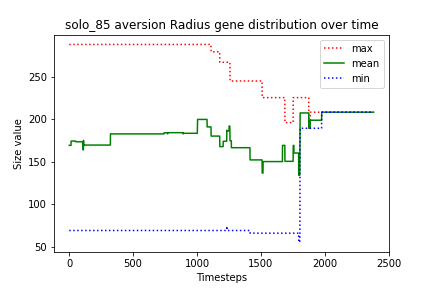 solo_85 aversion Radius gene distribution over time
max
mean
min
Size value
250
200
150
100
50
0
500
1000
1500
2000
2500
Timesteps